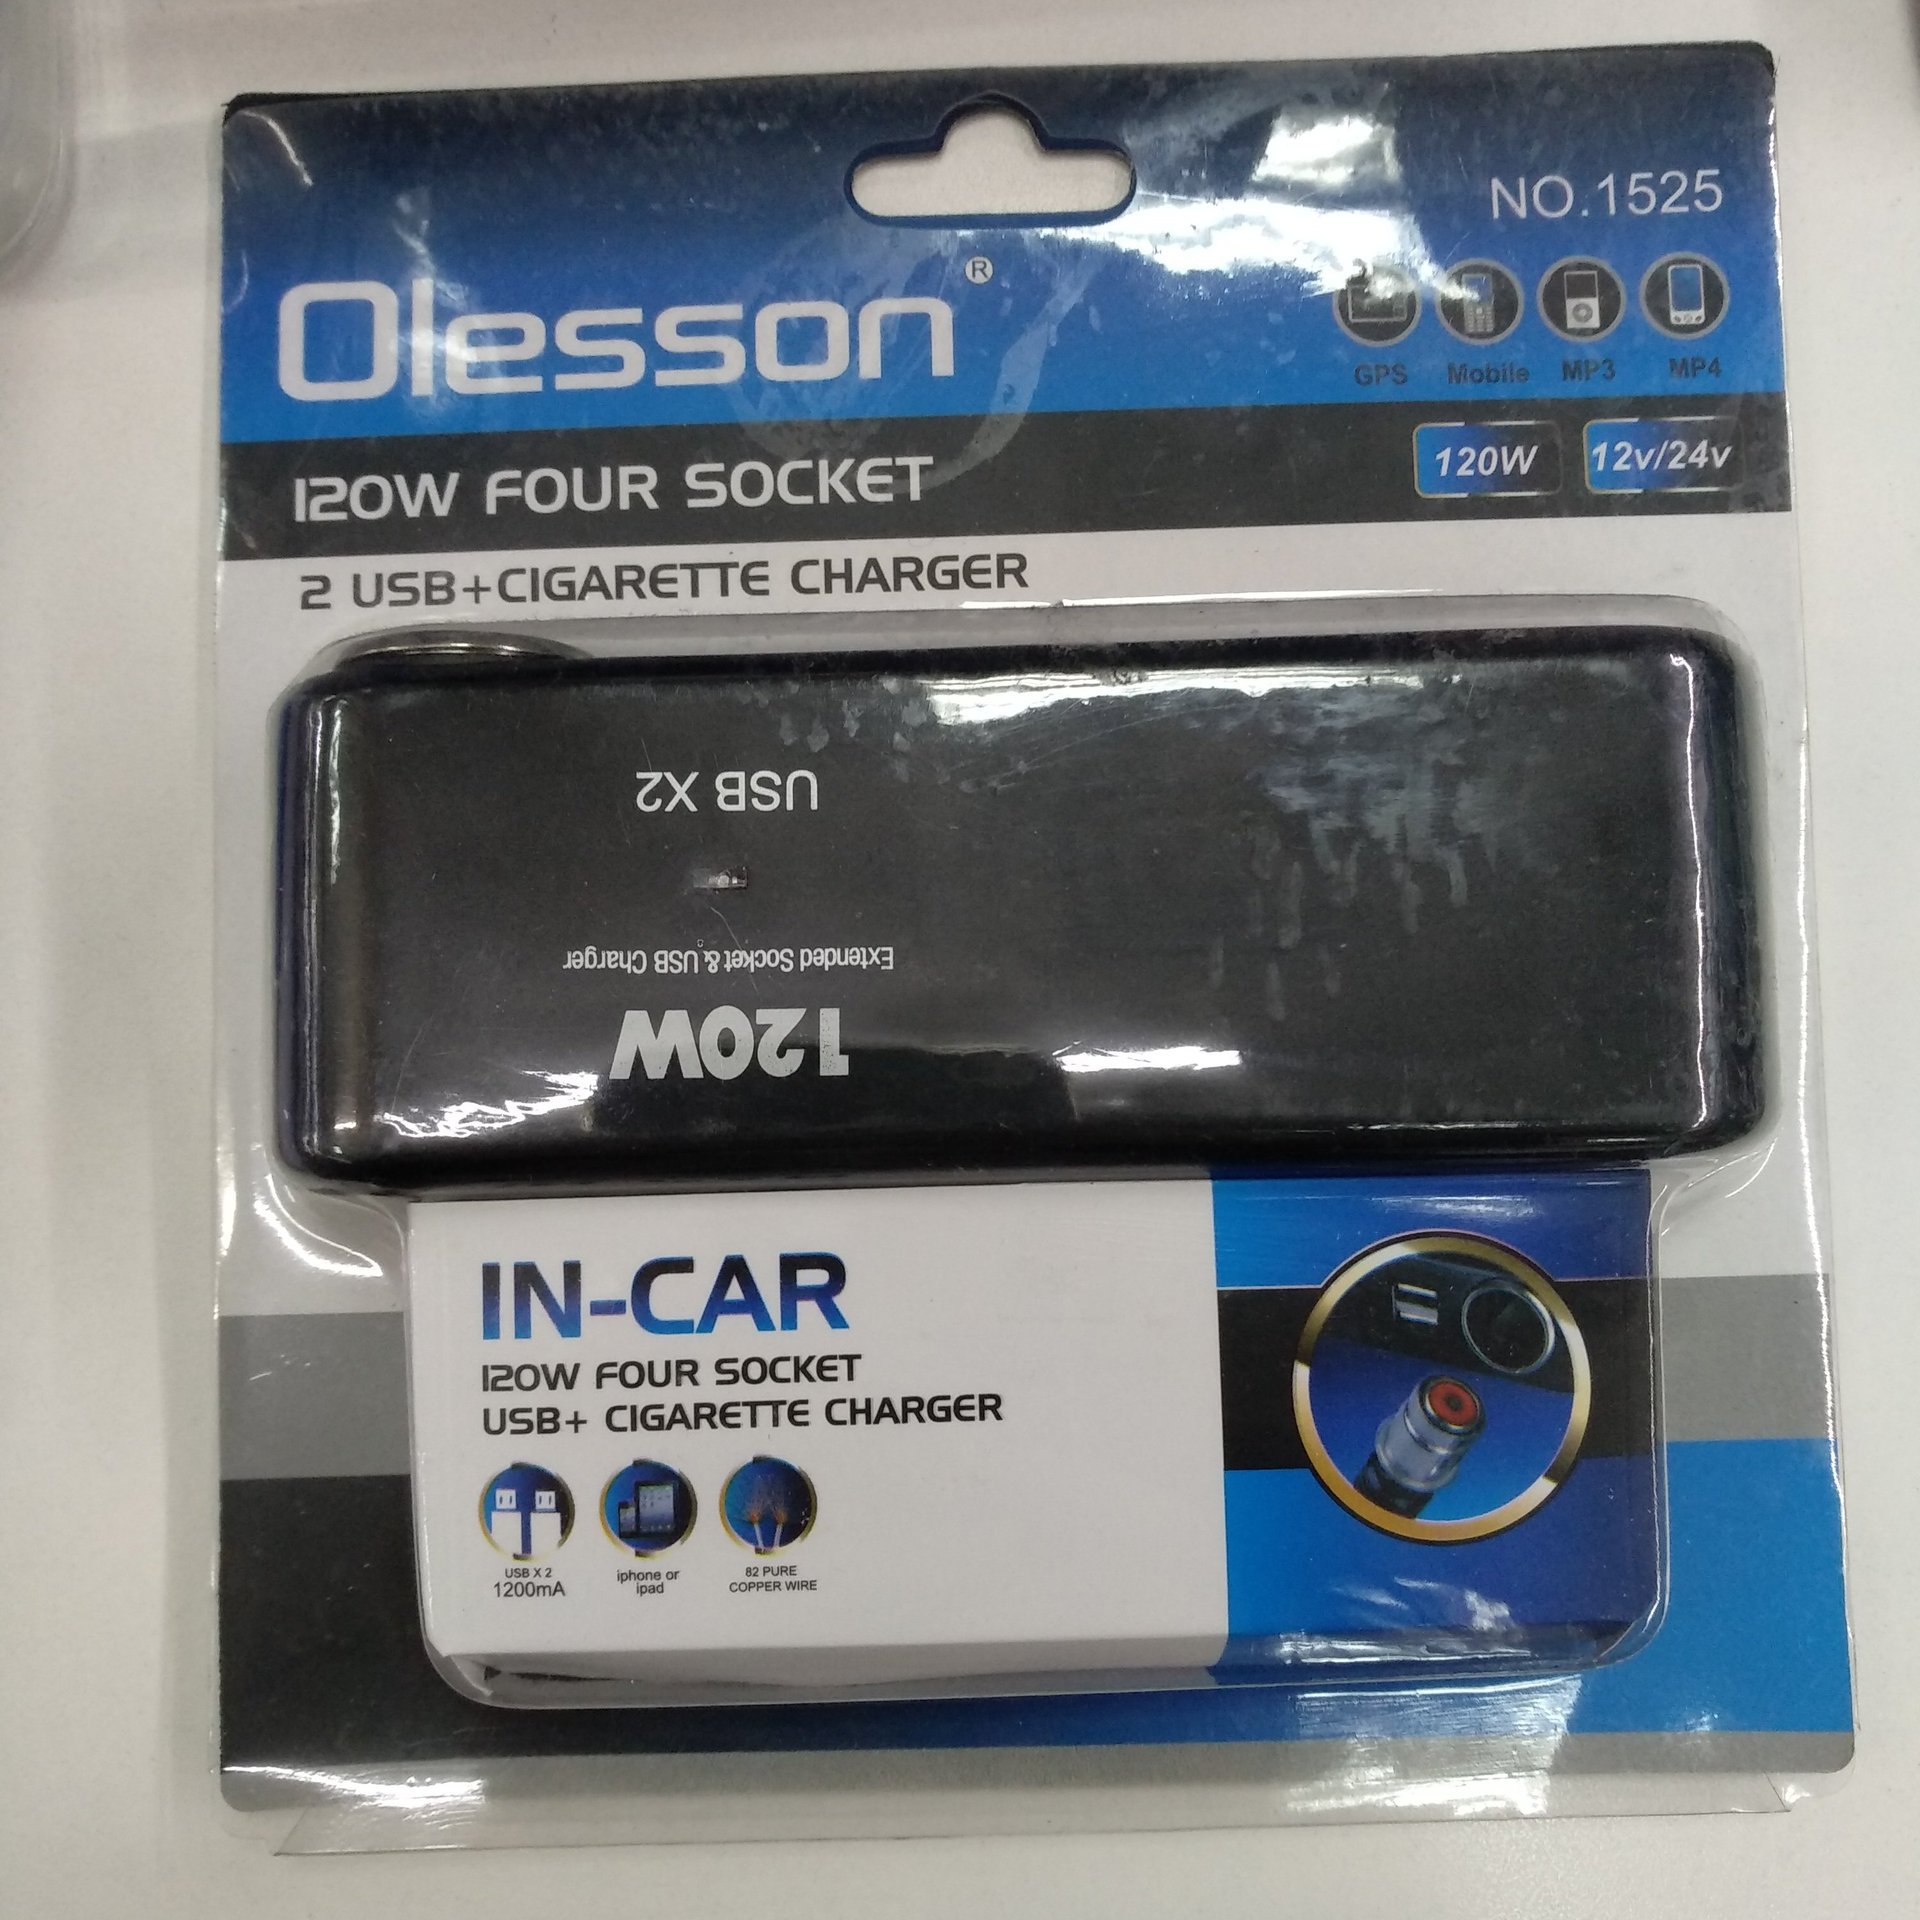 NO.1525
Olesson ®
GPS Mobile MP3 MP4
120W FOUR SOCKET
120W 12v/24v
2 USB+CIGARETTE CHARGER
USB X2
Extended Socket & USB Charger
120W
IN-CAR
120W FOUR SOCKET
USB+ CIGARETTE CHARGER
USB X 2
1200mA
iphone or
ipad
82 PURE
COPPER WIRE